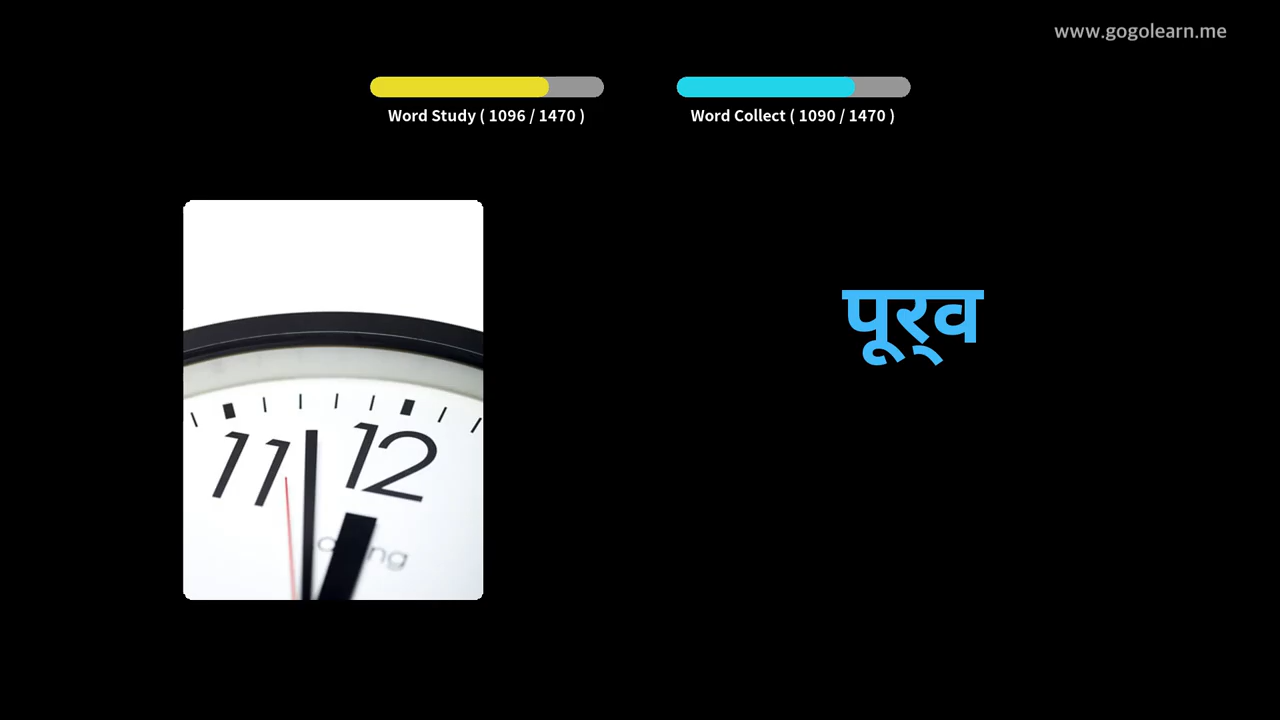 www.gogolearn.me
Word Study ( 1096 / 1470 )
Word Collect ( 1090 / 1470 )
पूर्‌व
11 12